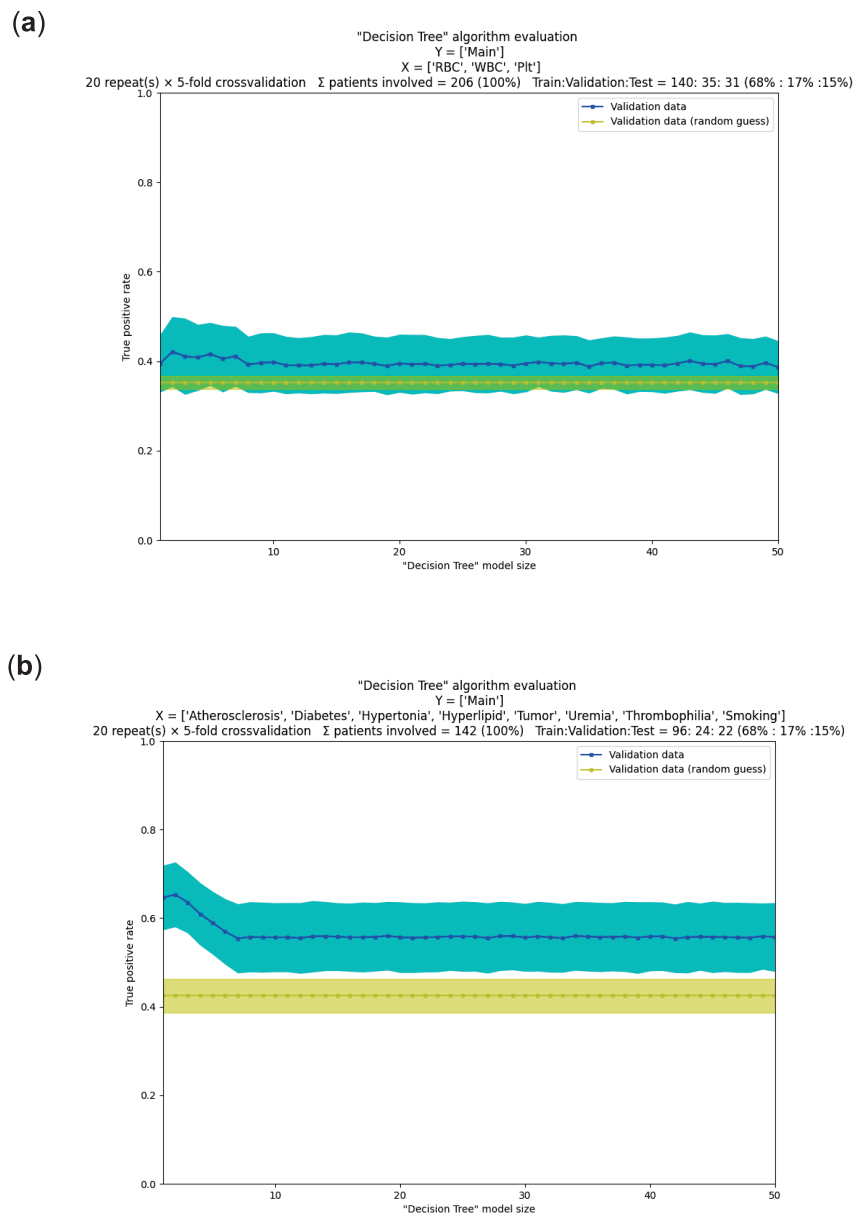 (a)
"Decision Tree" algorithm evaluation
Y = ['Main']
X = ['RBC', 'WBC', 'Plt']
20 repeat(s) × 5-fold crossvalidation   Σ patients involved = 206 (100%)   Train:Validation:Test = 140: 35: 31 (68% : 17% :15%)
1.0
Validation data
Validation data (random guess)
0.8
0.6
True positive rate
0.4
0.2
0.0
10 20 30 40 50
"Decision Tree" model size
(b)
"Decision Tree" algorithm evaluation
Y = ['Main']
X = ['Atherosclerosis', 'Diabetes', 'Hypertonia', 'Hyperlipid', 'Tumor', 'Uremia', 'Thrombophilia', 'Smoking']
20 repeat(s) × 5-fold crossvalidation   Σ patients involved = 142 (100%)   Train:Validation:Test = 96: 24: 22 (68% : 17% :15%)
1.0
Validation data
Validation data (random guess)
0.8
0.6
True positive rate
0.4
0.2
0.0
10 20 30 40 50
"Decision Tree" model size